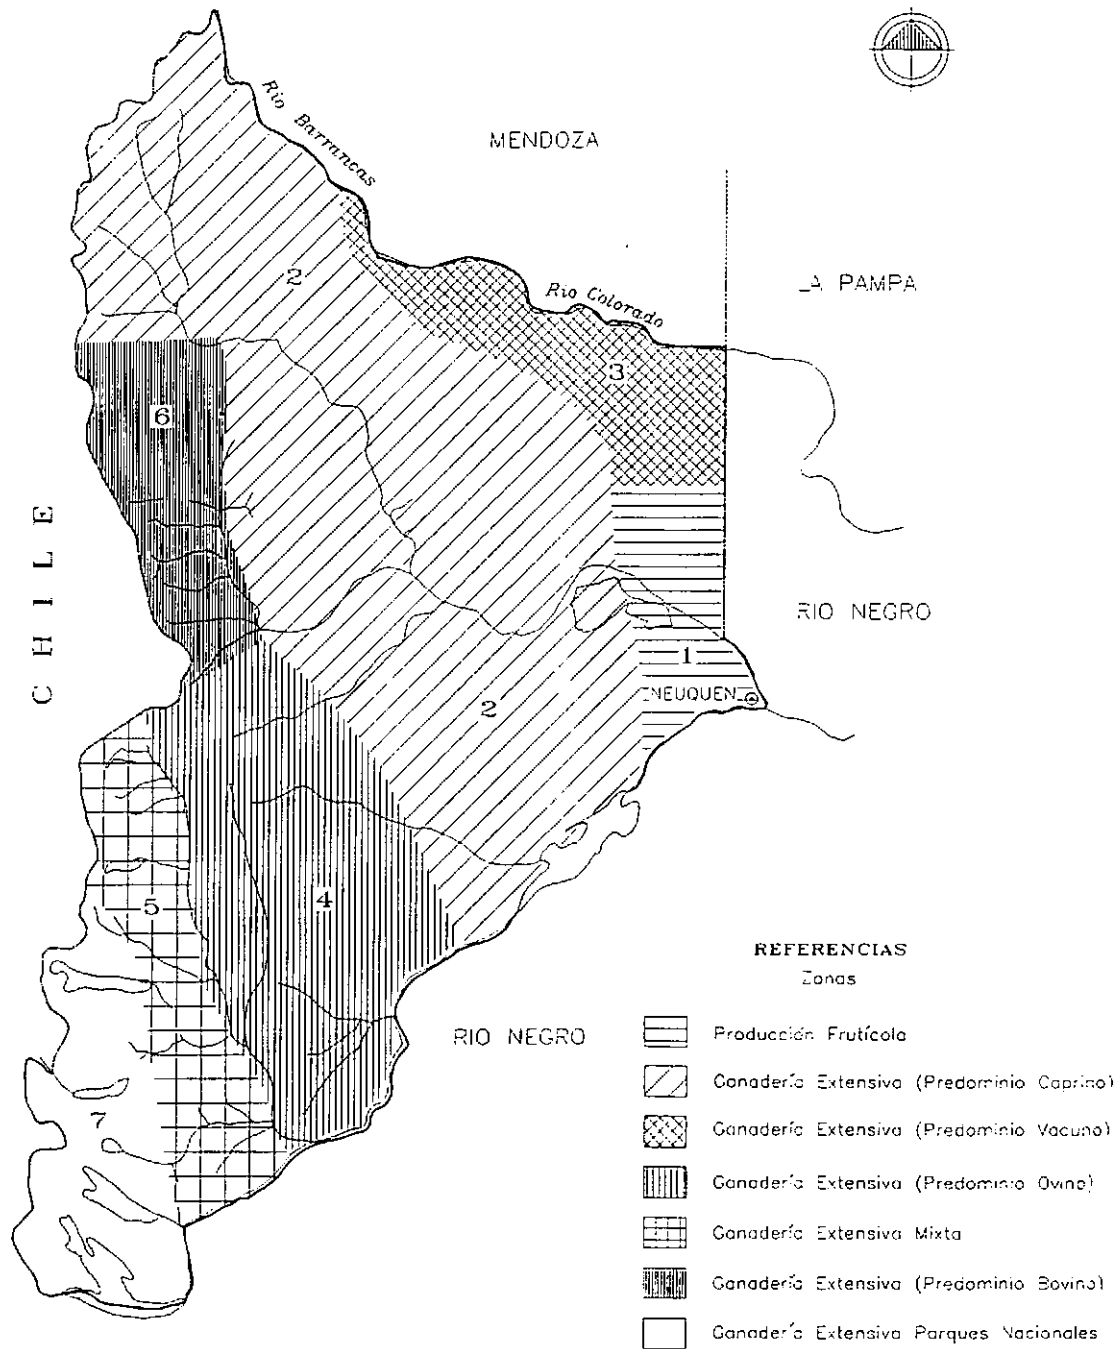 MENDOZA
Rio Barrancas
LA PAMPA
2
Rio Colorado
3
6
CHILE
RIO NEGRO
1
NEUQUEN
2
4
5
REFERENCIAS
Zonas
RIO NEGRO
Producción Frutícola
Ganadería Extensiva (Predominio Caprino)
7
Ganadería Extensiva (Predominio Vacuno)
Ganadería Extensiva (Predominio Ovino)
Ganadería Extensiva Mixta
Ganadería Extensiva (Predominio Bovino)
Ganadería Extensiva Parques Nacionales